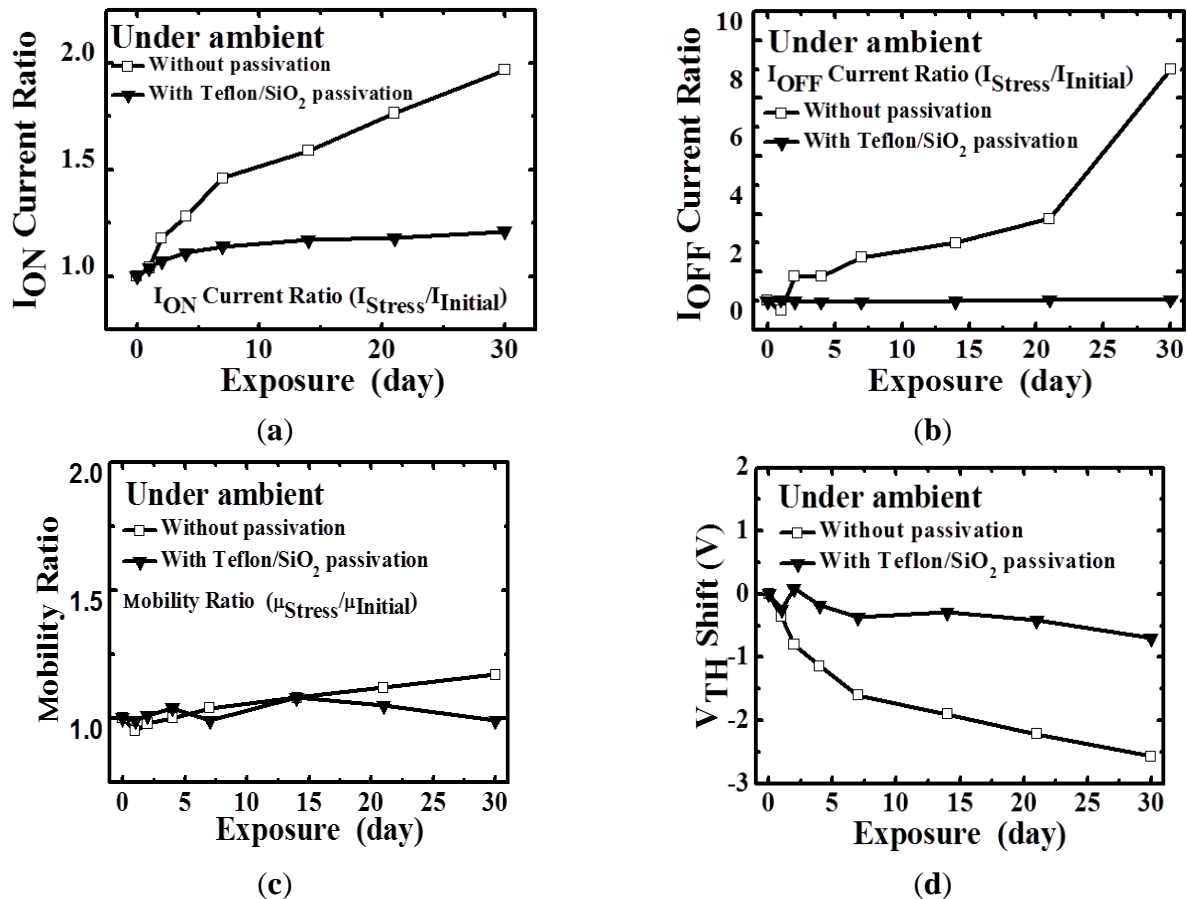 (a)
Under ambient
Without passivation
With Teflon/SiO2 passivation
ION Current Ratio (IStress/IInitial)
ION Current Ratio
2.0
1.5
1.0
0 10 20 30
Exposure (day)
(a)
Under ambient
IOFF Current Ratio (IStress/IInitial)
Without passivation
With Teflon/SiO2 passivation
IOFF Current Ratio
10
8
6
4
2
0
0 5 10 15 20 25 30
Exposure (day)
(b)
Under ambient
Without passivation
With Teflon/SiO2 passivation
Mobility Ratio (μStress/μInitial)
Mobility Ratio
2.0
1.5
1.0
0 5 10 15 20 25 30
Exposure (day)
(c)
Under ambient
Without passivation
With Teflon/SiO2 passivation
VTH Shift (V)
2
1
0
-1
-2
-3
0 5 10 15 20 25 30
Exposure (day)
(d)